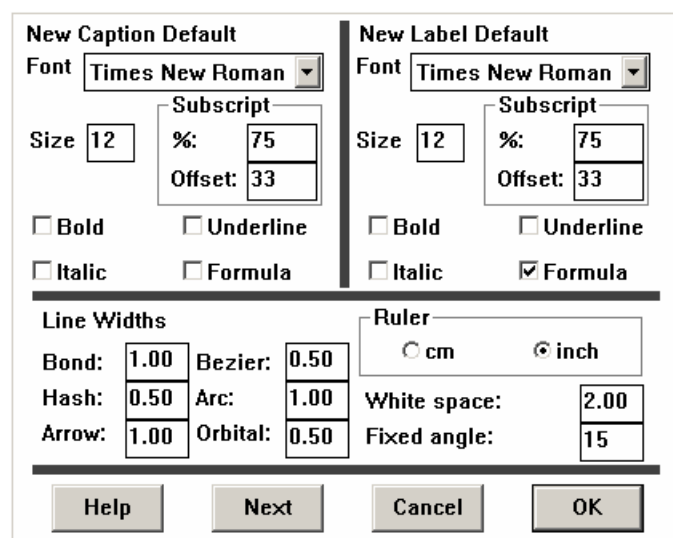 New Caption Default
Font Times New Roman
Subscript
Size 12 %: 75
Offset: 33
Bold Underline
Italic Formula
New Label Default
Font Times New Roman
Subscript
Size 12 %: 75
Offset: 33
Bold Underline
Italic Formula
Line Widths
Bond: 1.00 Bezier: 0.50
Hash: 0.50 Arc: 1.00
Arrow: 1.00 Orbital: 0.50
Ruler
cm inch
White space: 2.00
Fixed angle: 15
Help Next Cancel OK